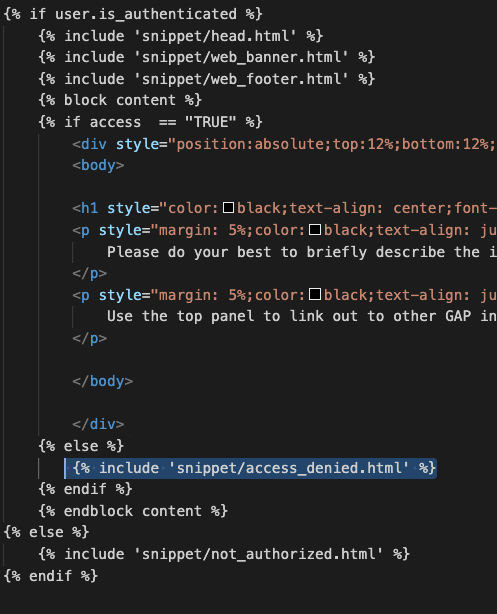 {% if user.is_authenticated %}
{% include 'snippet/head.html' %}
{% include 'snippet/web_banner.html' %}
{% include 'snippet/web_footer.html' %}
{% block content %}
{% if access  == "TRUE" %}
<div style="position:absolute;top:12%;bottom:12%;
<body>
<h1 style="color:black;text-align: center;font-
<p style="margin: 5%;color:black;text-align: ju
Please do your best to briefly describe the i
</p>
<p style="margin: 5%;color:black;text-align: ju
Use the top panel to link out to other GAP in
</p>
</body>
</div>
{% else %}
{% include 'snippet/access_denied.html' %}
{% endif %}
{% endblock content %}
{% else %}
{% include 'snippet/not_authorized.html' %}
{% endif %}